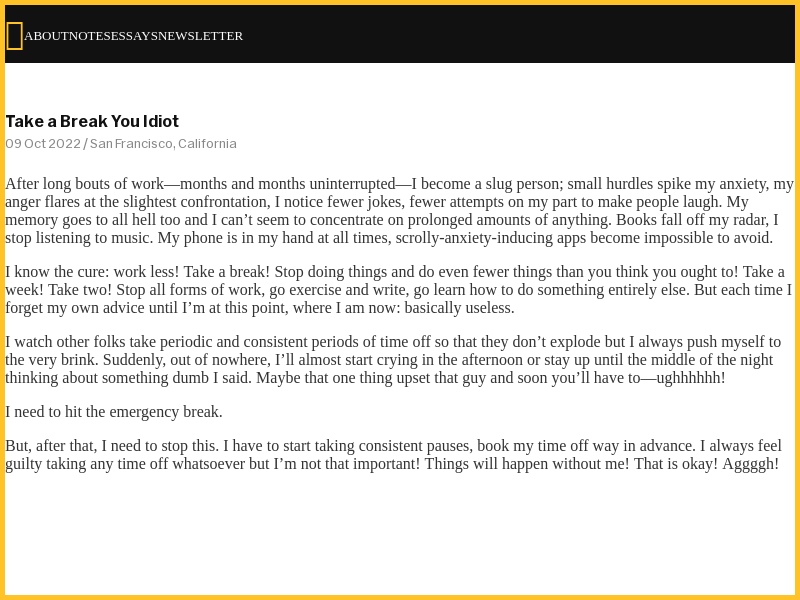 ABOUTNOTESESSAYSNEWSLETTER
Take a Break You Idiot
09 Oct 2022 / San Francisco, California
After long bouts of work—months and months uninterrupted—I become a slug person; small hurdles spike my anxiety, my
anger flares at the slightest confrontation, I notice fewer jokes, fewer attempts on my part to make people laugh. My
memory goes to all hell too and I can’t seem to concentrate on prolonged amounts of anything. Books fall off my radar, I
stop listening to music. My phone is in my hand at all times, scrolly-anxiety-inducing apps become impossible to avoid.
I know the cure: work less! Take a break! Stop doing things and do even fewer things than you think you ought to! Take a
week! Take two! Stop all forms of work, go exercise and write, go learn how to do something entirely else. But each time I
forget my own advice until I’m at this point, where I am now: basically useless.
I watch other folks take periodic and consistent periods of time off so that they don’t explode but I always push myself to
the very brink. Suddenly, out of nowhere, I’ll almost start crying in the afternoon or stay up until the middle of the night
thinking about something dumb I said. Maybe that one thing upset that guy and soon you’ll have to—ughhhhhh!
I need to hit the emergency break.
But, after that, I need to stop this. I have to start taking consistent pauses, book my time off way in advance. I always feel
guilty taking any time off whatsoever but I’m not that important! Things will happen without me! That is okay! Aggggh!